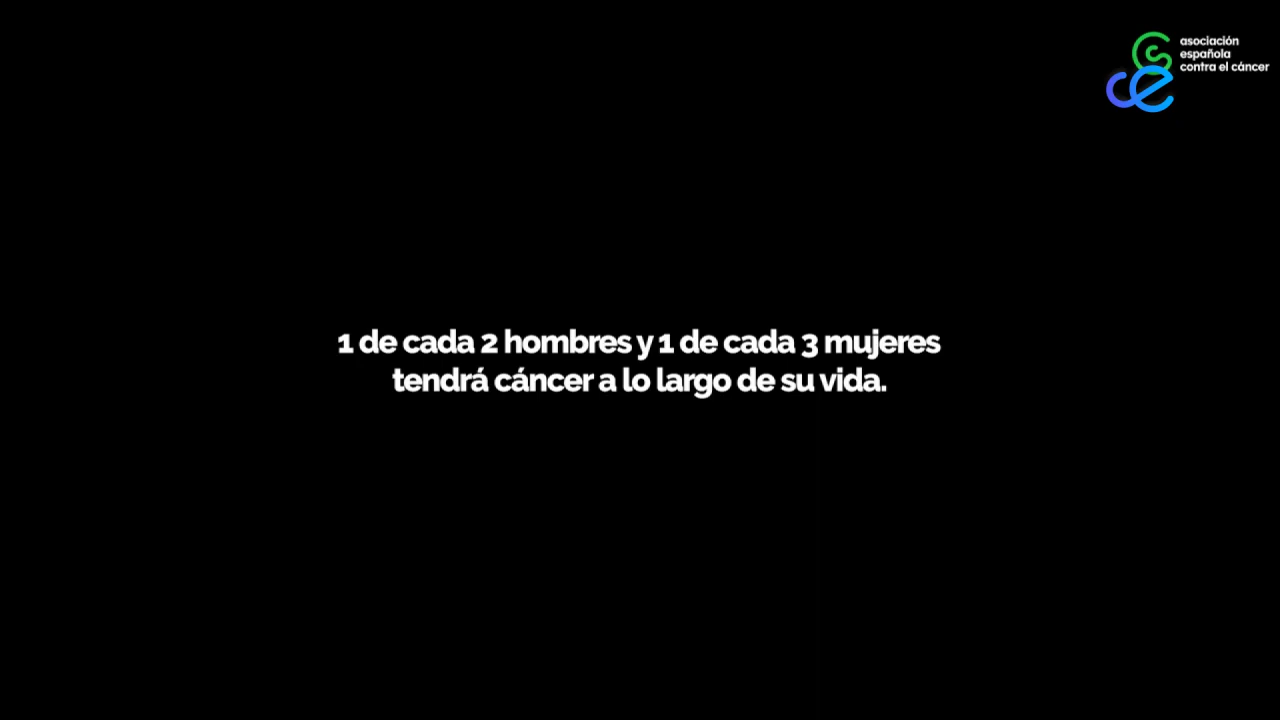 asociación
española
contra el cáncer
1 de cada 2 hombres y 1 de cada 3 mujeres
tendrá cáncer a lo largo de su vida.